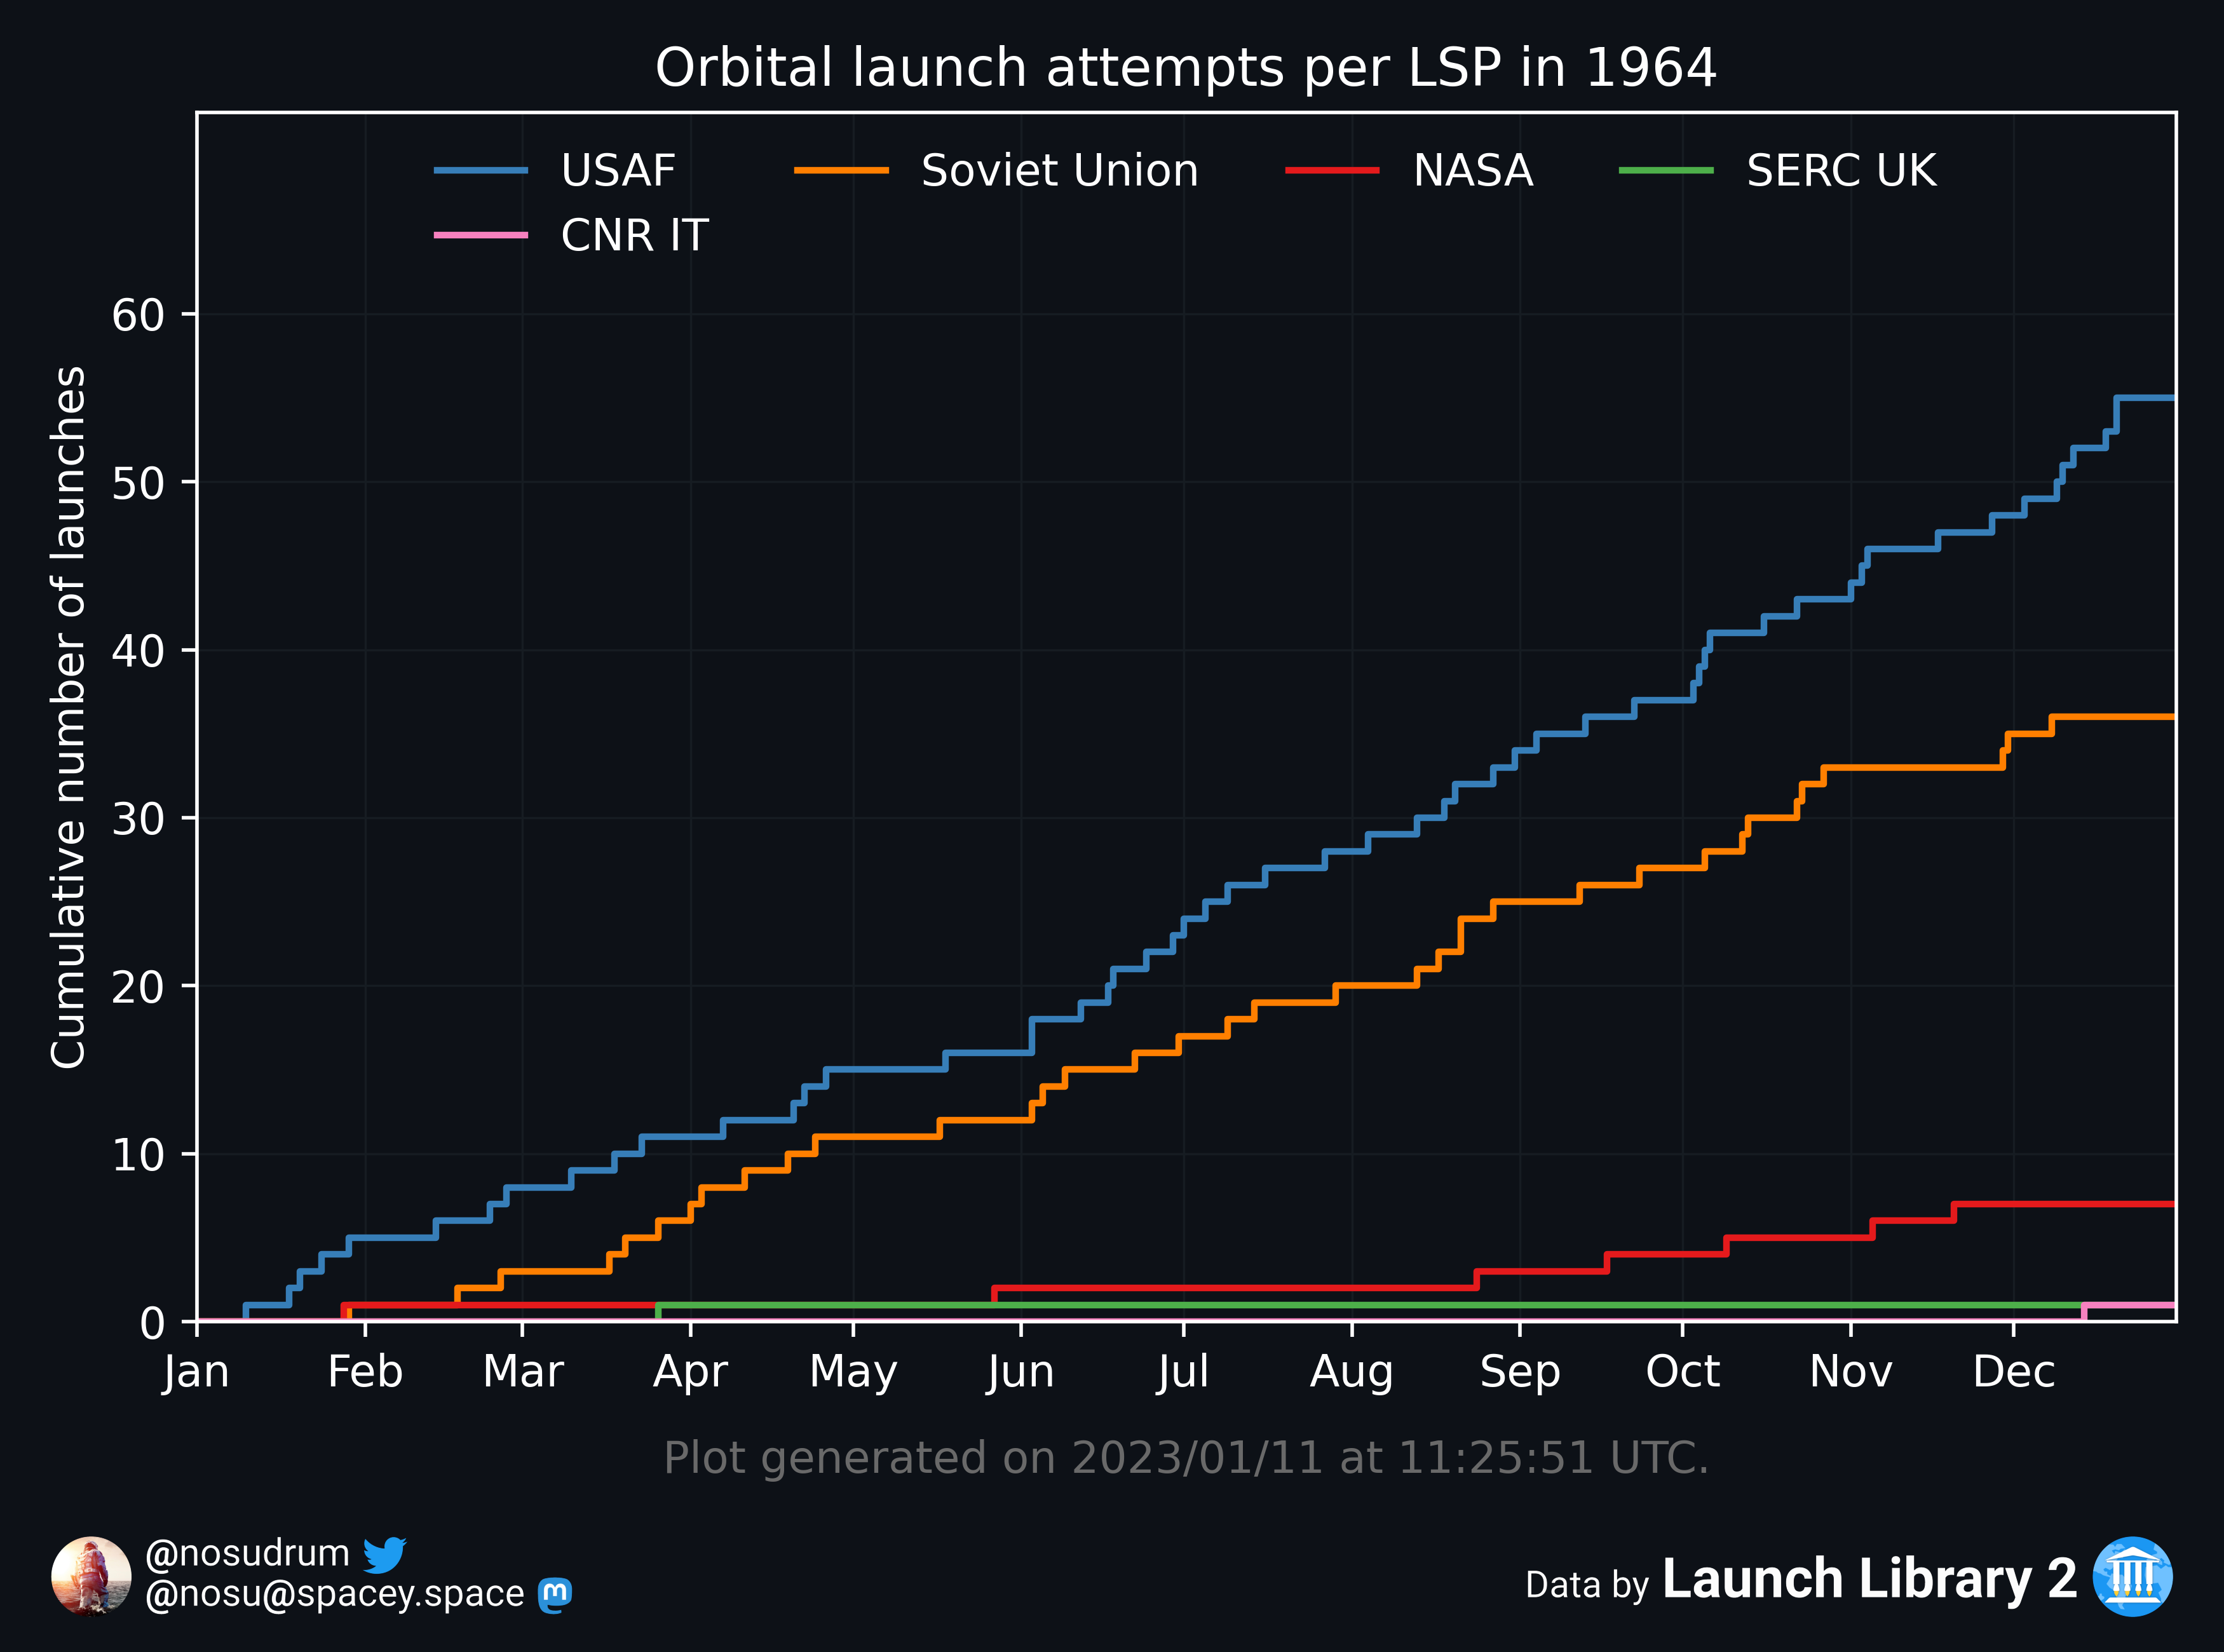 Orbital launch attempts per LSP in 1964
USAF Soviet Union NASA SERC UK
CNR IT
Cumulative number of launches
60
50
40
30
20
10
0
Jan Feb Mar Apr May Jun Jul Aug Sep Oct Nov Dec
Plot generated on 2023/01/11 at 11:25:51 UTC.
@nosudrum
@nosu@spacey.space
Data by Launch Library 2